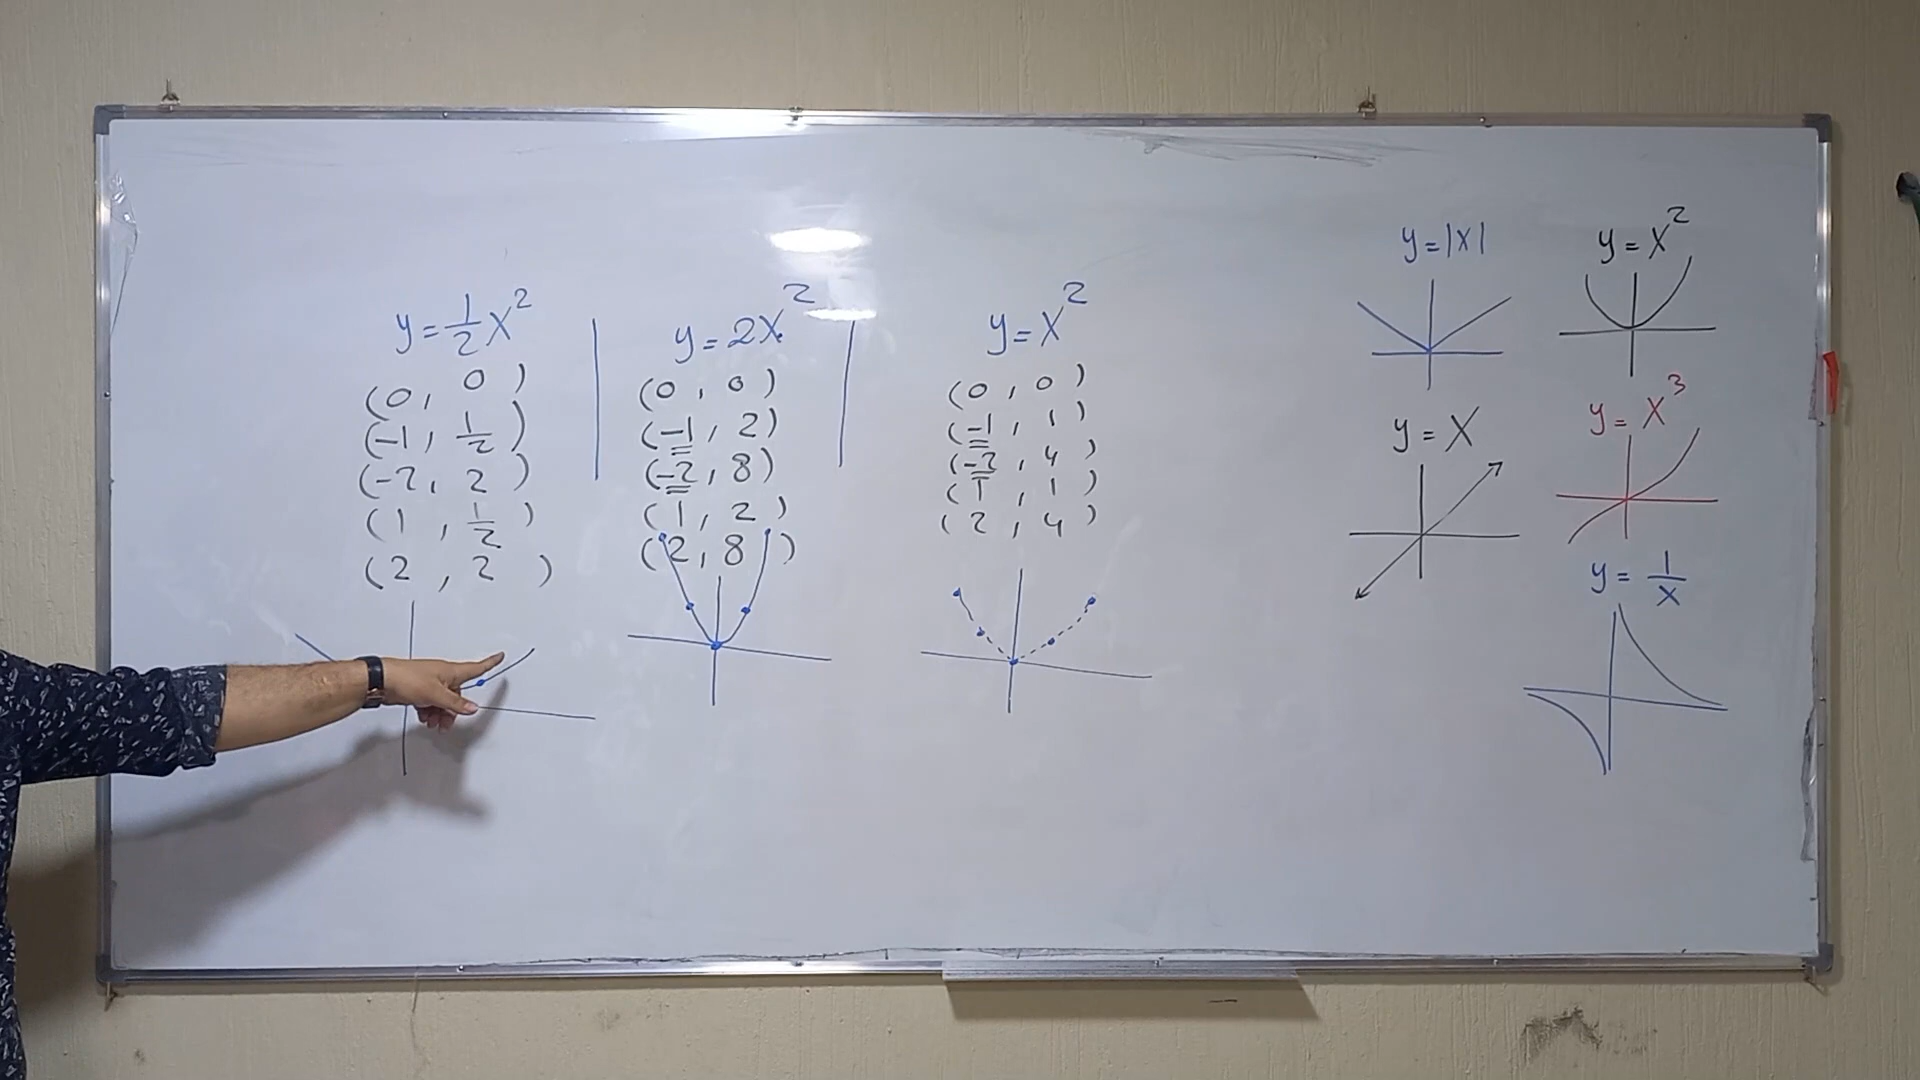 y = 1/2 x²
(0, 0)
(-1, 1/2)
(-2, 2)
(1, 1/2)
(2, 2)
y = 2x²
(0, 0)
(-1, 2)
(-2, 8)
(1, 2)
(2, 8)
y = x²
(0, 0)
(-1, 1)
(-2, 4)
(1, 1)
(2, 4)
y = |x|
y = x²
y = x
y = x³
y = 1/x